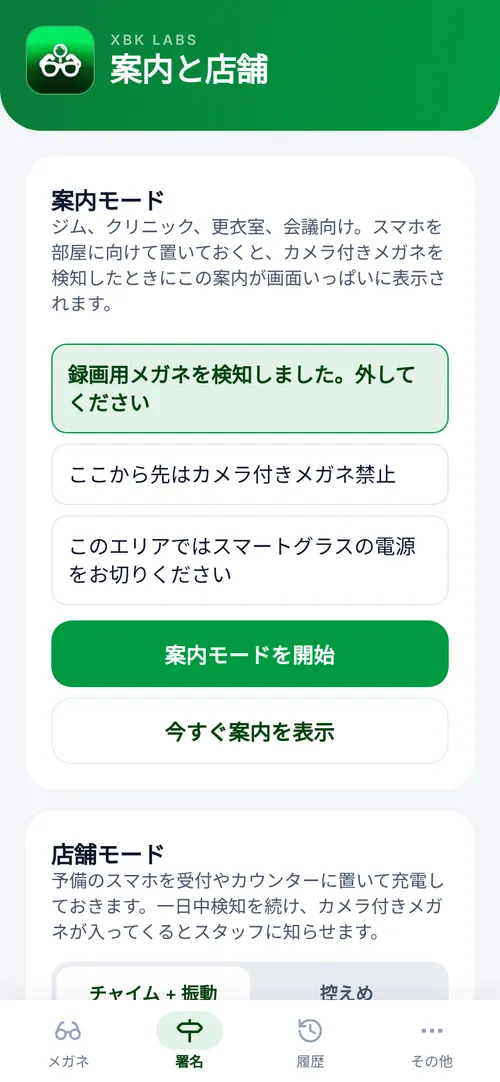 XBK LABS
案内と店舗
案内モード
ジム、クリニック、更衣室、会議向け。スマホを
部屋に向けて置いておくと、カメラ付きメガネを
検知したときにこの案内が画面いっぱいに表示さ
れます。
録画用メガネを検知しました。外して
ください
ここから先はカメラ付きメガネ禁止
このエリアではスマートグラスの電源
をお切りください
案内モードを開始
今すぐ案内を表示
店舗モード
予備のスマホを受付やカウンターに置いて充電し
ておきます。一日中検知を続け、カメラ付きメガ
ネが入ってくるとスタッフに知らせます。
チャイム + 振動
控えめ
メガネ
署名
履歴
その他